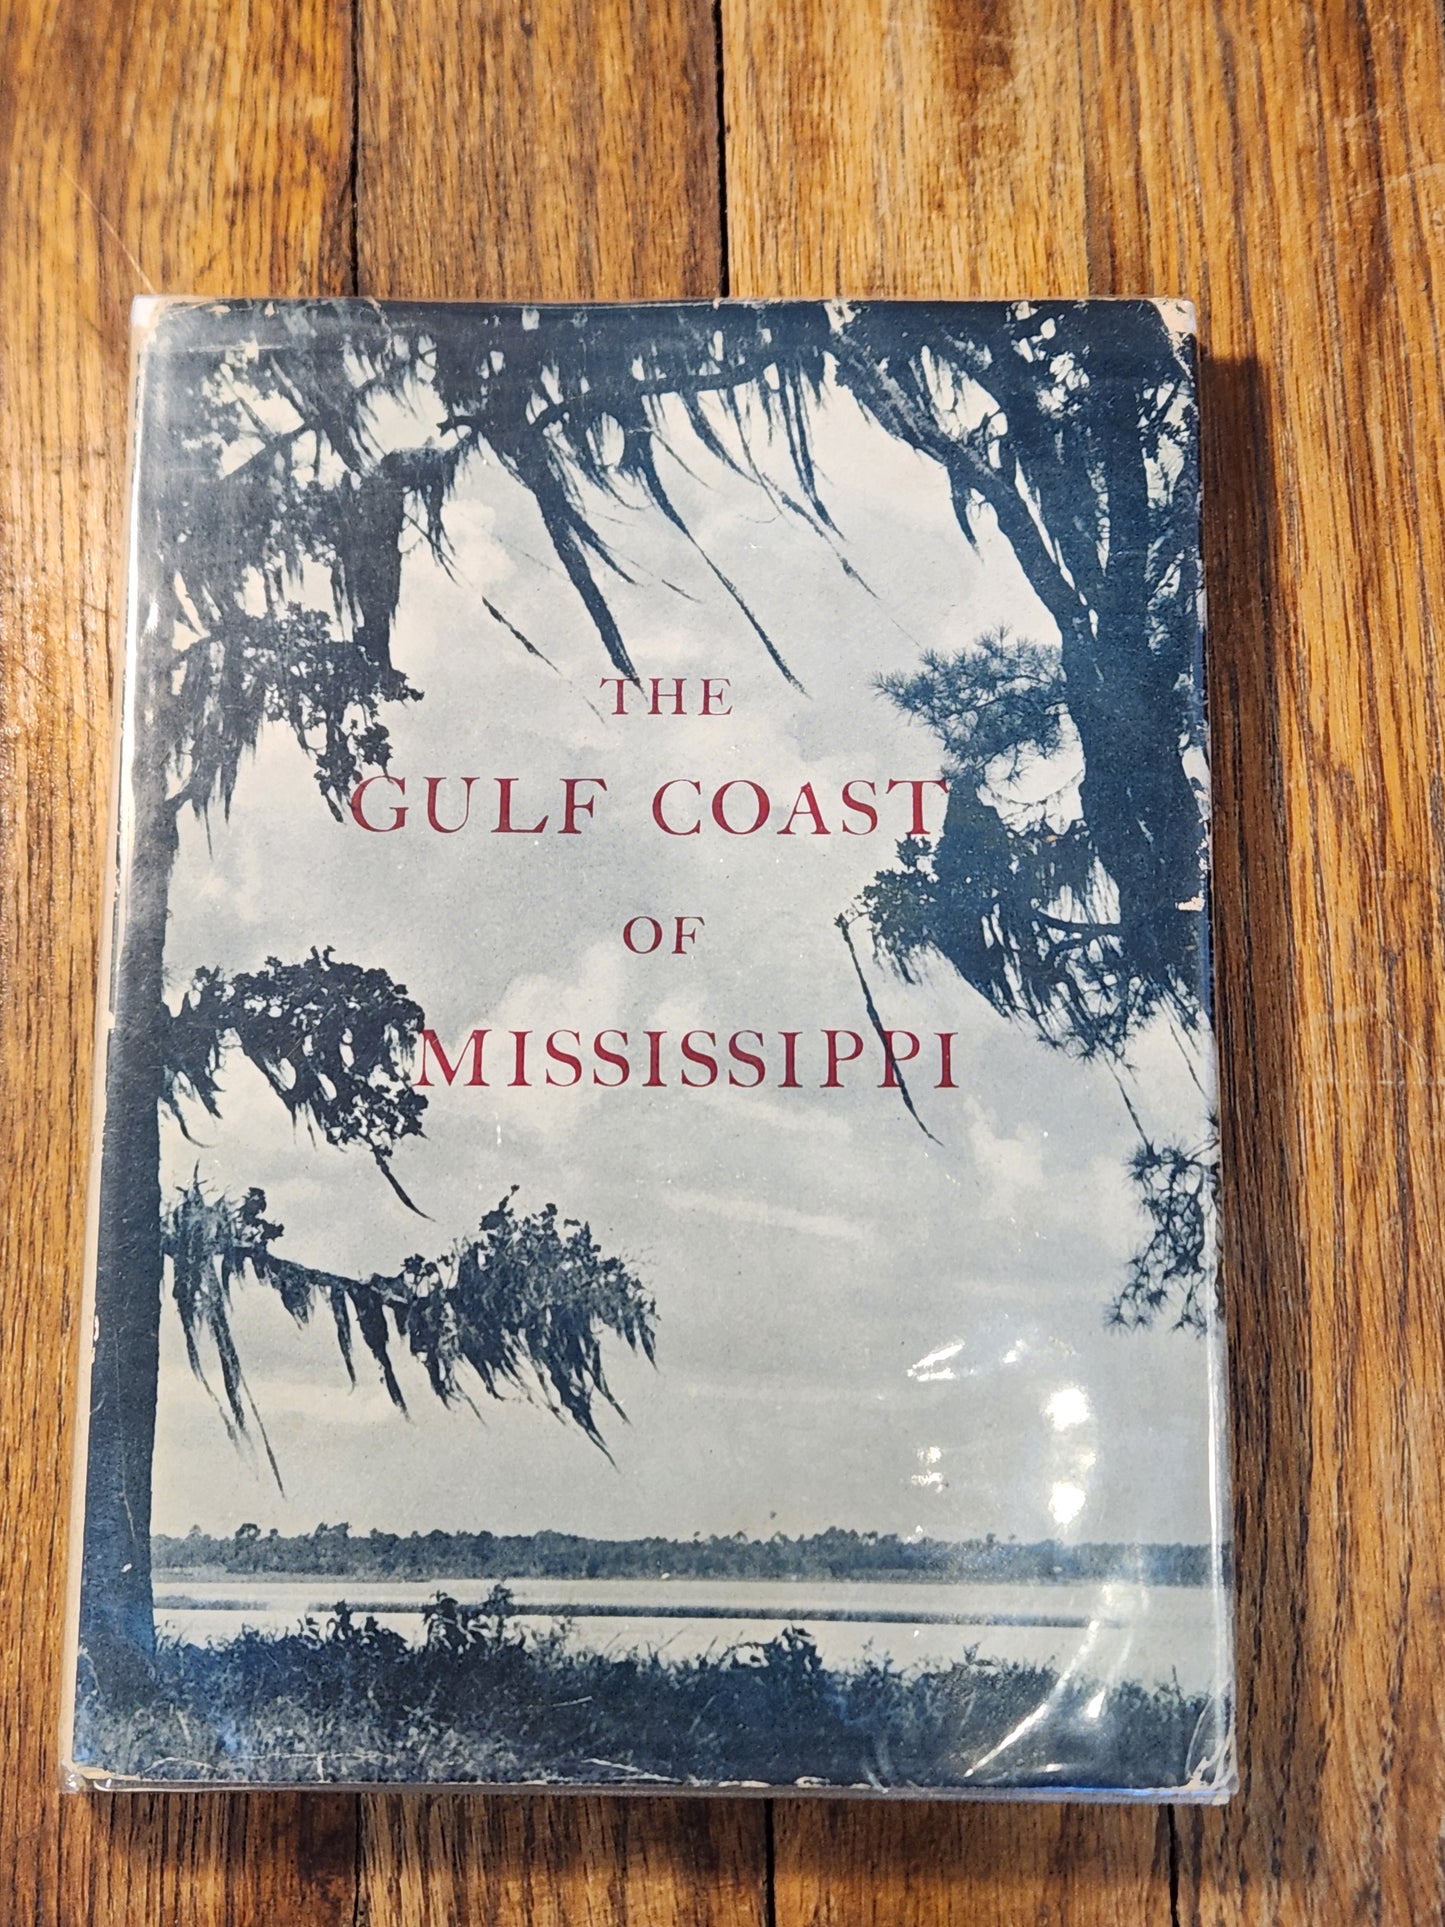 THE
GULF COAST
OF
MISSISSIPPI